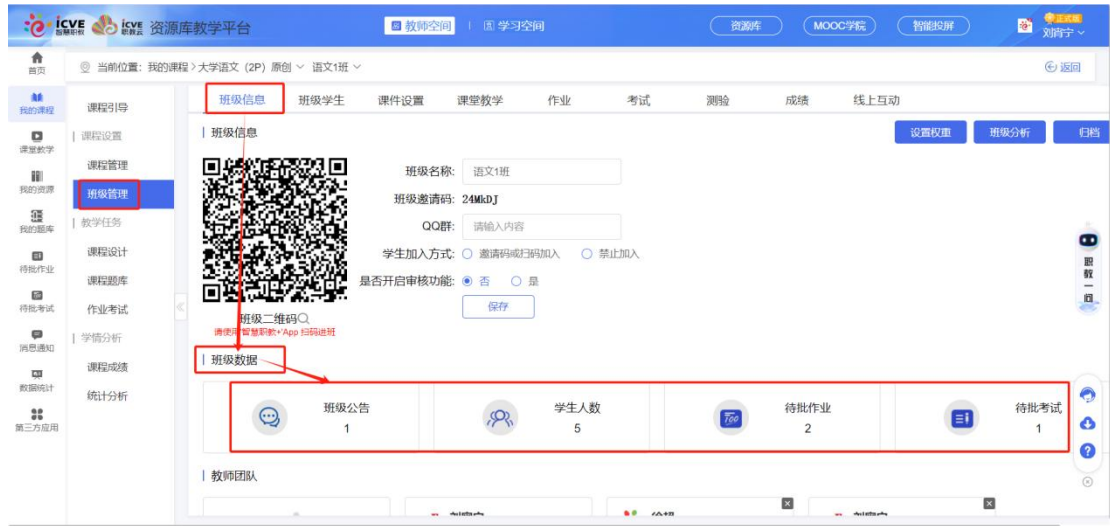 icve 智慧职教 icve 职教云 资源库教学平台 教师空间 学习空间 资源库 MOOC学院 智能投屏 正式版 刘尚宁
首页
当前位置：我的课程>大学语文（2P）原创 语文1班 返回
我的课程
课堂教学
我的资源
我的题库
待批作业
待批考试
消息通知
数据统计
第三方应用
课程引导
课程设置
课程管理
班级管理
教学任务
课程设计
课程题库
作业考试
学情分析
课程成绩
统计分析
班级信息 班级学生 课件设置 课堂教学 作业 考试 测验 成绩 线上互动
班级信息 设置权重 班级分析 归档
班级名称: 语文1班
班级邀请码: 24MkDJ
QQ群: 请输入内容
学生加入方式: 邀请码或扫码加入 禁止加入
是否开启审核功能: 否 是
保存
班级二维码
请使用'智慧职教+'App 扫码进班
班级数据
班级公告 学生人数 待批作业 待批考试
1 5 2 1
教师团队
职教一问